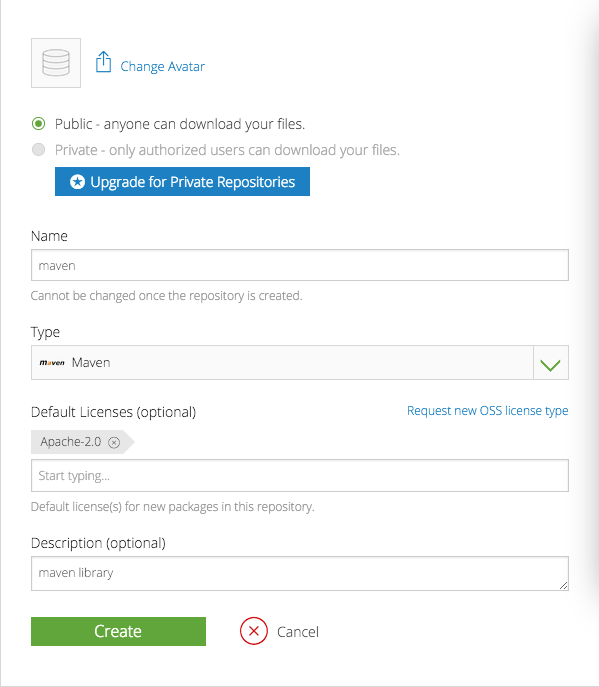 Change Avatar
Public - anyone can download your files.
Private - only authorized users can download your files.
Upgrade for Private Repositories
Name
maven
Cannot be changed once the repository is created.
Type
maven Maven
Default Licenses (optional) Request new OSS license type
Apache-2.0
Start typing...
Default license(s) for new packages in this repository.
Description (optional)
maven library
Create Cancel